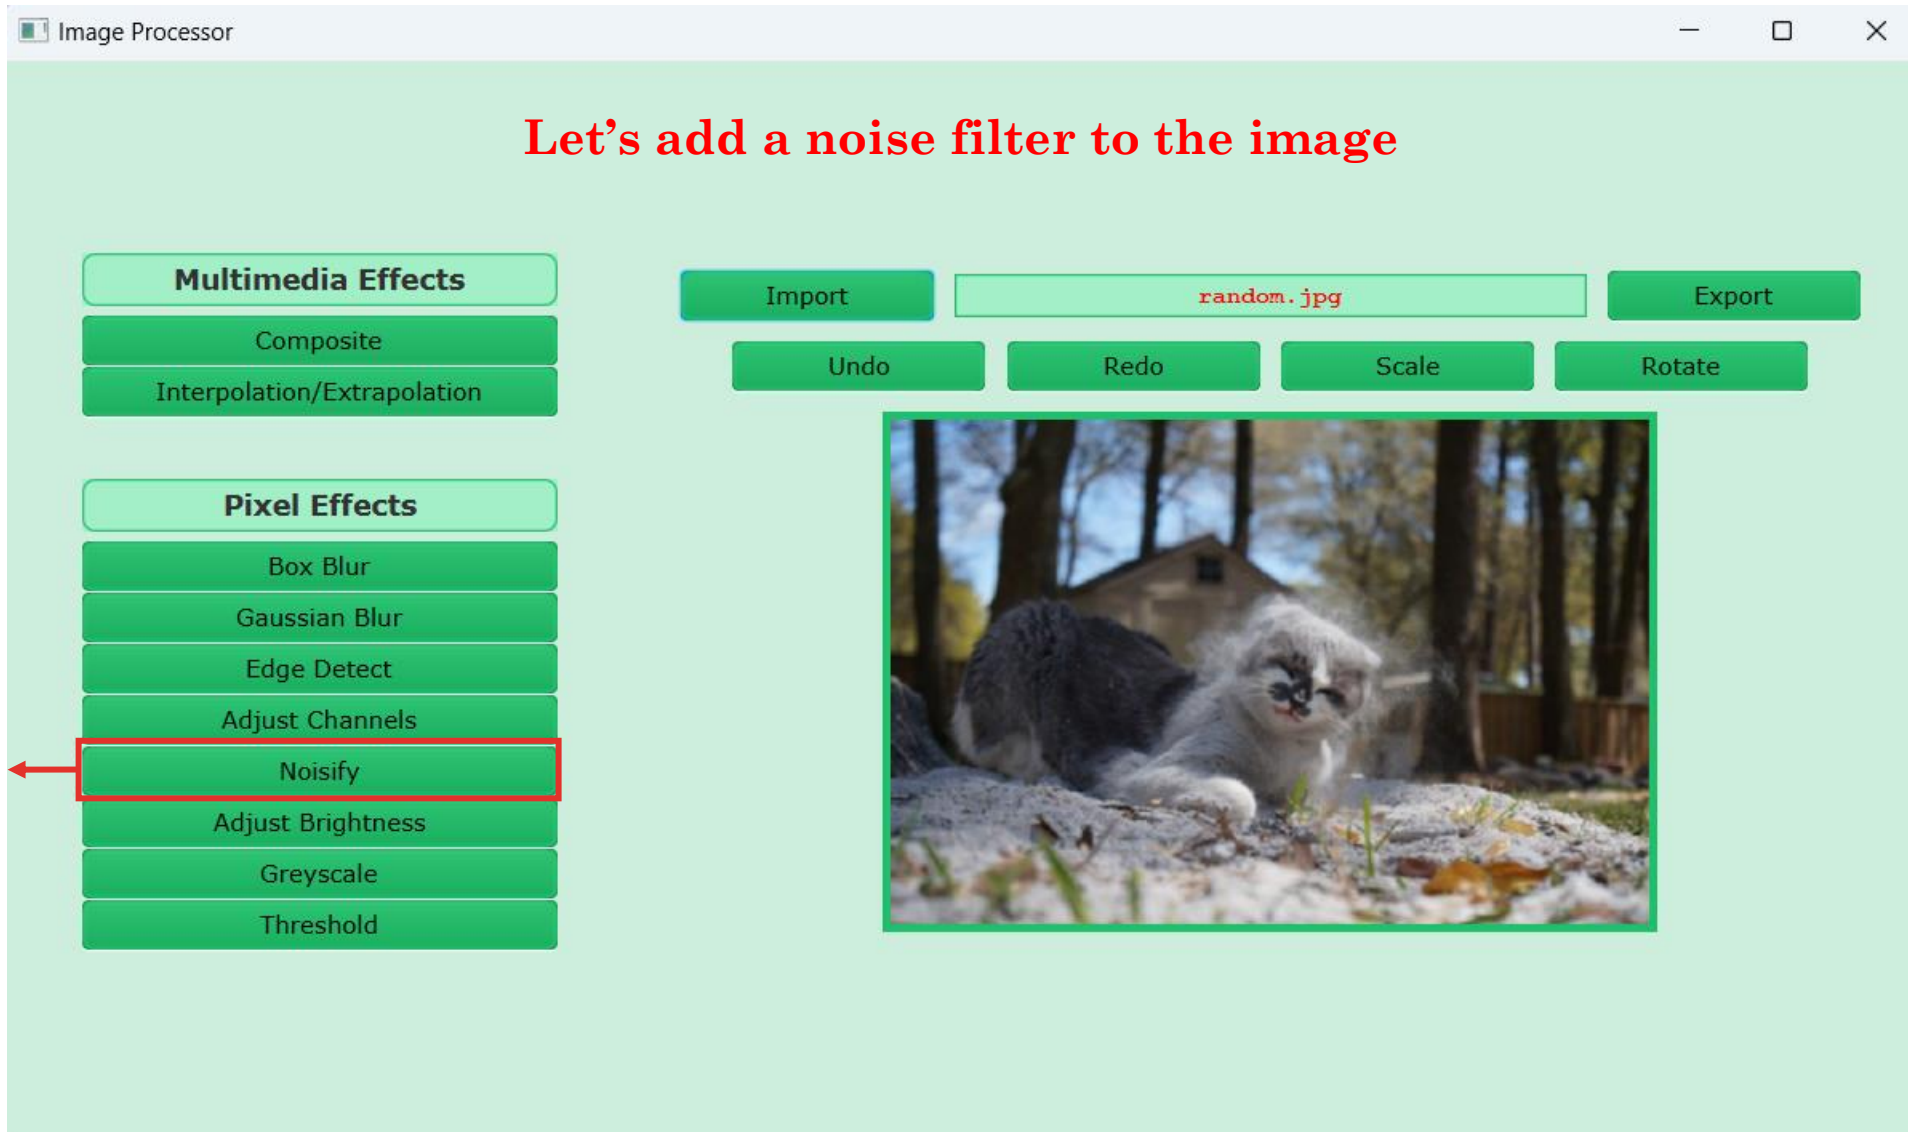 Image Processor
Let’s add a noise filter to the image
Multimedia Effects
Composite
Interpolation/Extrapolation
Pixel Effects
Box Blur
Gaussian Blur
Edge Detect
Adjust Channels
Noisify
Adjust Brightness
Greyscale
Threshold
Import
random.jpg
Export
Undo
Redo
Scale
Rotate